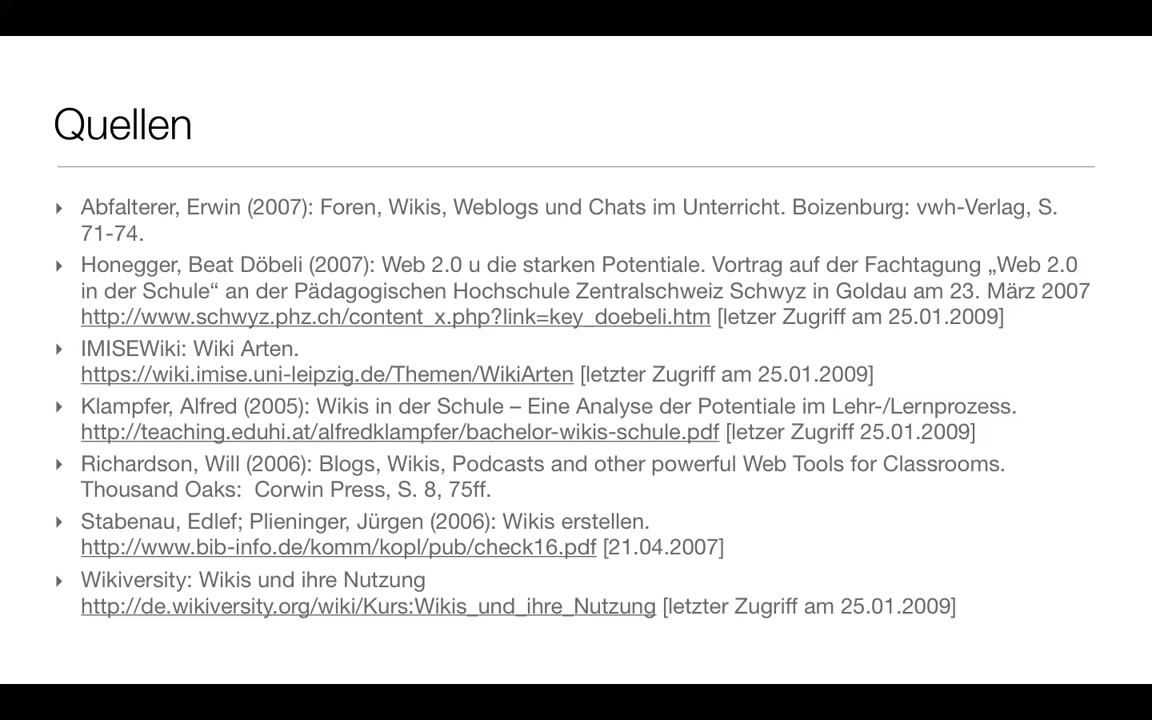 Quellen
Abfalterer, Erwin (2007): Foren, Wikis, Weblogs und Chats im Unterricht. Boizenburg: vwh-Verlag, S.
71-74.
Honegger, Beat Döbeli (2007): Web 2.0 u die starken Potentiale. Vortrag auf der Fachtagung „Web 2.0
in der Schule“ an der Pädagogischen Hochschule Zentralschweiz Schwyz in Goldau am 23. März 2007
http://www.schwyz.phz.ch/content_x.php?link=key_doebeli.htm [letzer Zugriff am 25.01.2009]
IMISEWiki: Wiki Arten.
https://wiki.imise.uni-leipzig.de/Themen/WikiArten [letzter Zugriff am 25.01.2009]
Klampfer, Alfred (2005): Wikis in der Schule – Eine Analyse der Potentiale im Lehr-/Lernprozess.
http://teaching.eduhi.at/alfredklampfer/bachelor-wikis-schule.pdf [letzer Zugriff 25.01.2009]
Richardson, Will (2006): Blogs, Wikis, Podcasts and other powerful Web Tools for Classrooms.
Thousand Oaks:  Corwin Press, S. 8, 75ff.
Stabenau, Edlef; Plieninger, Jürgen (2006): Wikis erstellen.
http://www.bib-info.de/komm/kopl/pub/check16.pdf [21.04.2007]
Wikiversity: Wikis und ihre Nutzung
http://de.wikiversity.org/wiki/Kurs:Wikis_und_ihre_Nutzung [letzter Zugriff am 25.01.2009]